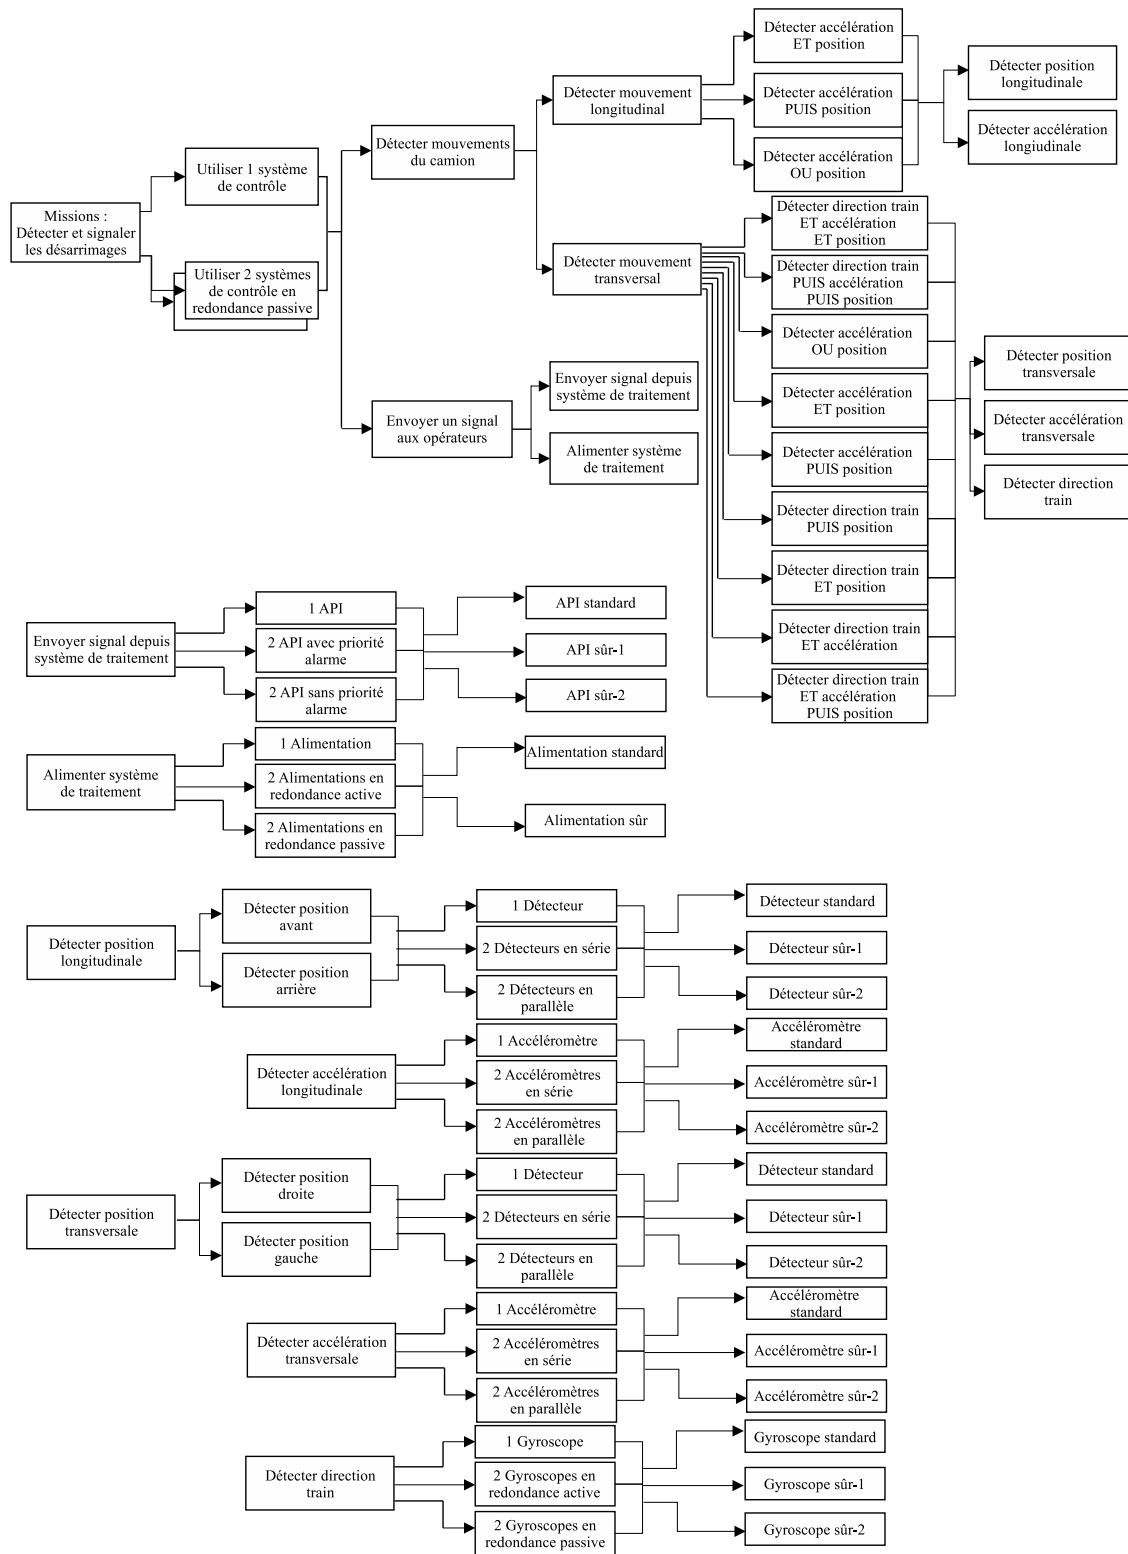 Missions :
Détecter et signaler
les désarrimages
Utiliser 1 système
de contrôle
Utiliser 2 systèmes
de contrôle en
redondance passive
Détecter mouvements
du camion
Envoyer un signal
aux opérateurs
Détecter mouvement
longitudinal
Détecter mouvement
transversal
Envoyer signal depuis
système de traitement
Alimenter système
de traitement
Détecter accélération
ET position
Détecter accélération
PUIS position
Détecter accélération
OU position
Détecter position
longitudinale
Détecter accélération
longiudinale
Détecter direction train
ET accélération
ET position
Détecter direction train
PUIS accélération
PUIS position
Détecter accélération
OU position
Détecter accélération
ET position
Détecter accélération
PUIS position
Détecter direction train
PUIS position
Détecter direction train
ET position
Détecter direction train
ET accélération
Détecter direction train
ET accélération
PUIS position
Détecter position
transversale
Détecter accélération
transversale
Détecter direction
train
Envoyer signal depuis
système de traitement
1 API
2 API avec priorité
alarme
2 API sans priorité
alarme
API standard
API sûr-1
API sûr-2
Alimenter système
de traitement
1 Alimentation
2 Alimentations en
redondance active
2 Alimentations en
redondance passive
Alimentation standard
Alimentation sûr
Détecter position
longitudinale
Détecter position
avant
Détecter position
arrière
1 Détecteur
2 Détecteurs en série
2 Détecteurs en
parallèle
Détecteur standard
Détecteur sûr-1
Détecteur sûr-2
Détecter accélération
longitudinale
1 Accéléromètre
2 Accéléromètres
en série
2 Accéléromètres
en parallèle
Accéléromètre
standard
Accéléromètre sûr-1
Accéléromètre sûr-2
Détecter position
transversale
Détecter position
droite
Détecter position
gauche
1 Détecteur
2 Détecteurs en série
2 Détecteurs en
parallèle
Détecteur standard
Détecteur sûr-1
Détecteur sûr-2
Détecter accélération
transversale
1 Accéléromètre
2 Accéléromètres
en série
2 Accéléromètres
en parallèle
Accéléromètre
standard
Accéléromètre sûr-1
Accéléromètre sûr-2
Détecter direction
train
1 Gyroscope
2 Gyroscopes en
redondance active
2 Gyroscopes en
redondance passive
Gyroscope standard
Gyroscope sûr-1
Gyroscope sûr-2